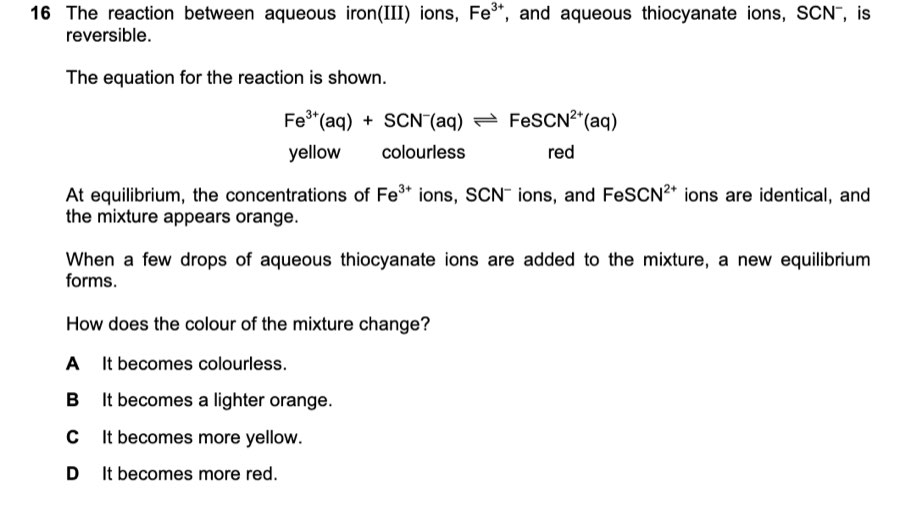 16 The reaction between aqueous iron(III) ions, Fe³⁺, and aqueous thiocyanate ions, SCN⁻, is
reversible.
The equation for the reaction is shown.
Fe³⁺(aq) + SCN⁻(aq) ⇌ FeSCN²⁺(aq)
yellow colourless red
At equilibrium, the concentrations of Fe³⁺ ions, SCN⁻ ions, and FeSCN²⁺ ions are identical, and
the mixture appears orange.
When a few drops of aqueous thiocyanate ions are added to the mixture, a new equilibrium
forms.
How does the colour of the mixture change?
A It becomes colourless.
B It becomes a lighter orange.
C It becomes more yellow.
D It becomes more red.